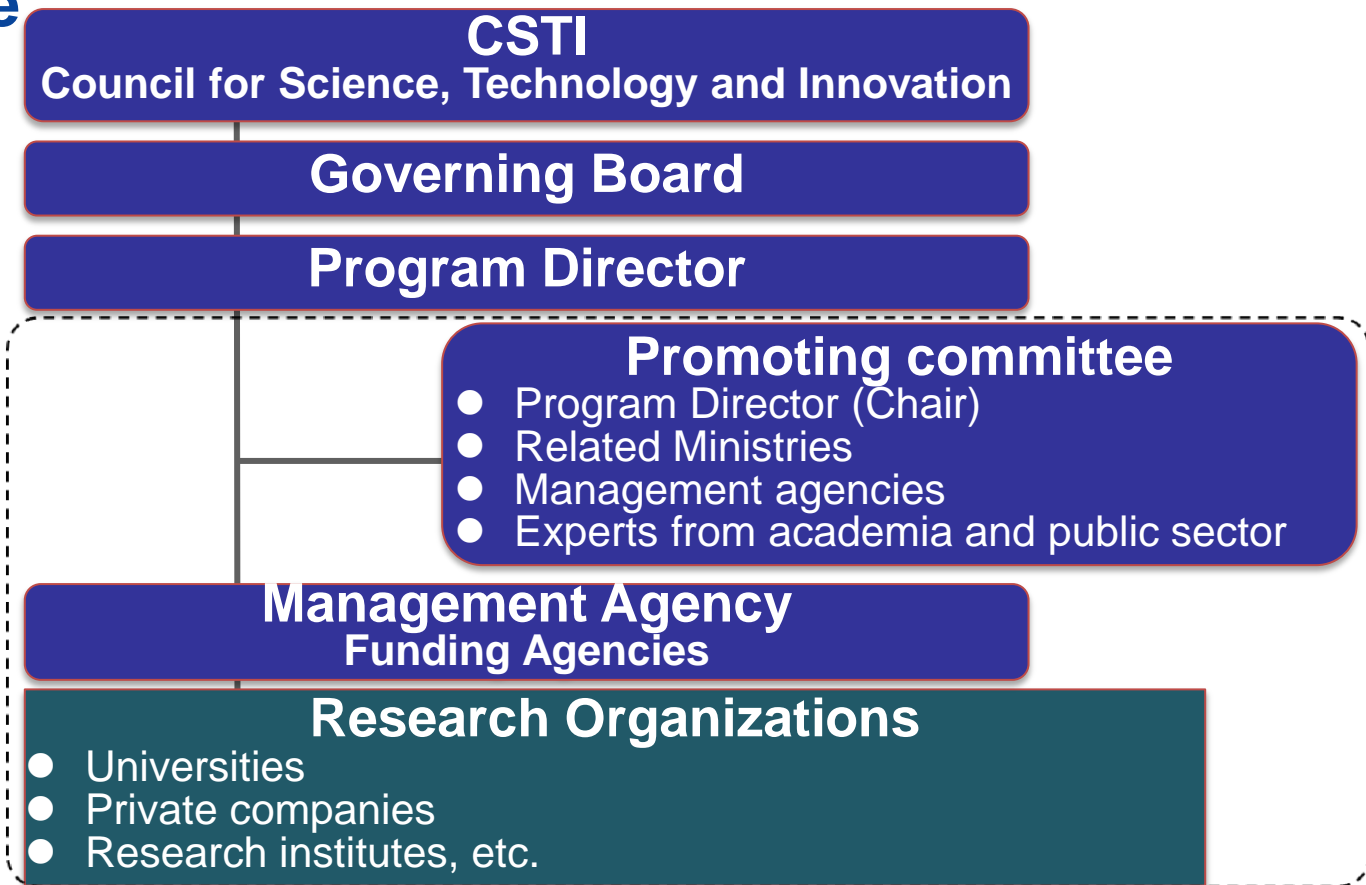 e
CSTI
Council for Science, Technology and Innovation
Governing Board
Program Director
Promoting committee
● Program Director (Chair)
● Related Ministries
● Management agencies
● Experts from academia and public sector
Management Agency
Funding Agencies
Research Organizations
● Universities
● Private companies
● Research institutes, etc.